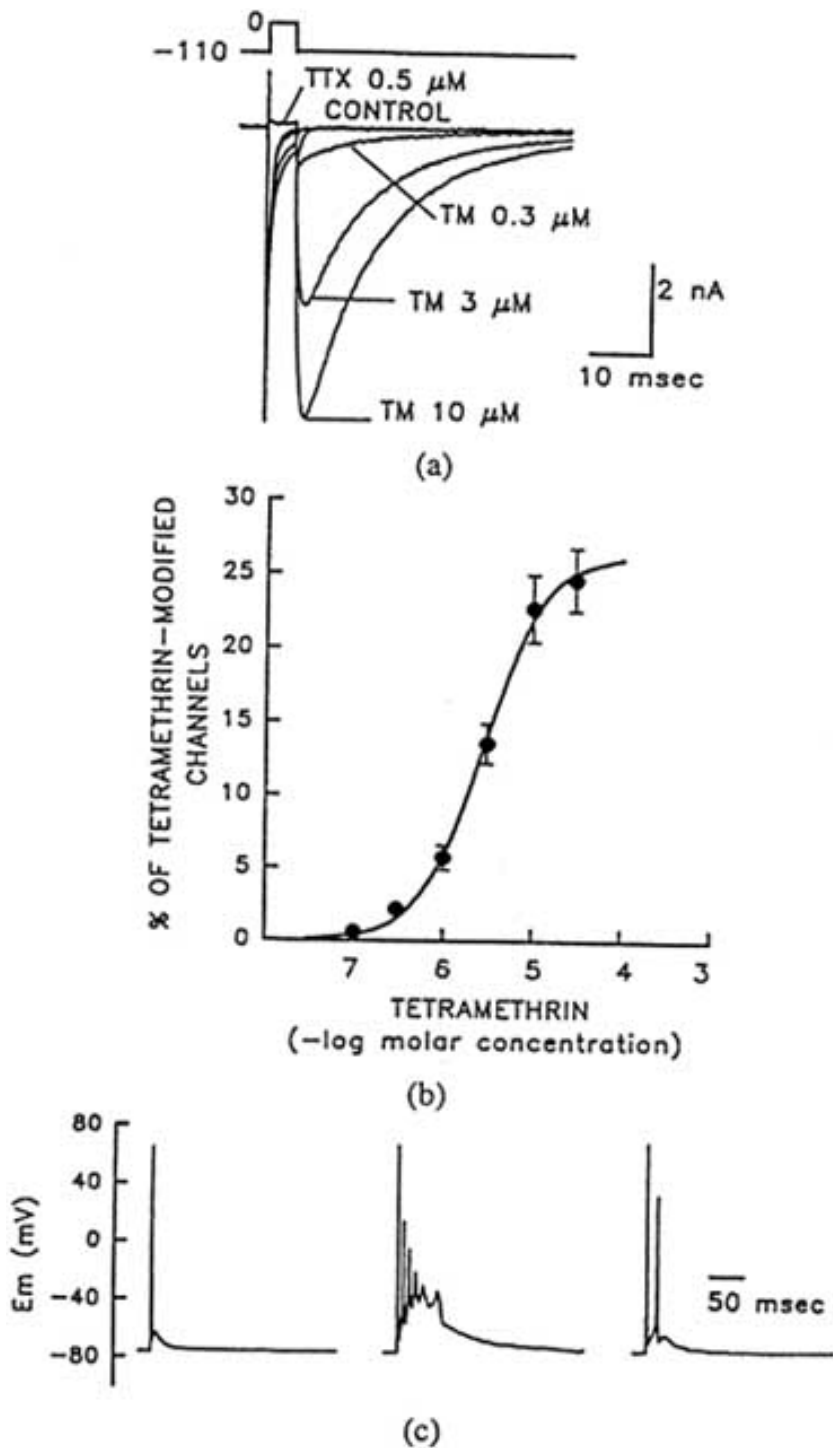 0
-110
TTX 0.5 μM
CONTROL
TM 0.3 μM
TM 3 μM
2 nA
10 msec
TM 10 μM
(a)
% OF TETRAMETHRIN-MODIFIED
CHANNELS
30
25
20
15
10
5
0
7 6 5 4 3
TETRAMETHRIN
(-log molar concentration)
(b)
Em (mV)
80
40
0
-40
-80
50 msec
(c)